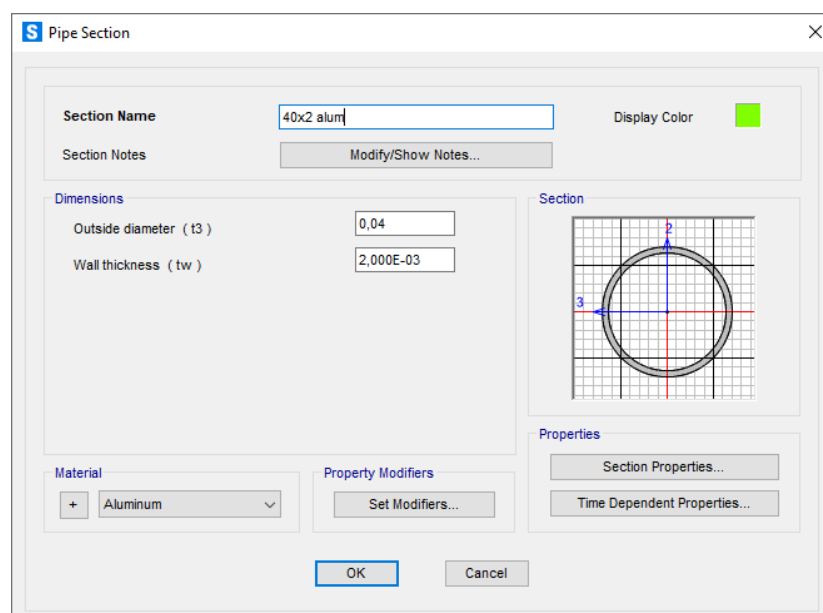 S Pipe Section
Section Name 40x2 alum Display Color
Section Notes Modify/Show Notes...
Dimensions
Outside diameter ( t3 ) 0,04
Wall thickness ( tw ) 2,000E-03
Section
2
3
Properties
Section Properties...
Time Dependent Properties...
Material
+ Aluminum
Property Modifiers
Set Modifiers...
OK Cancel